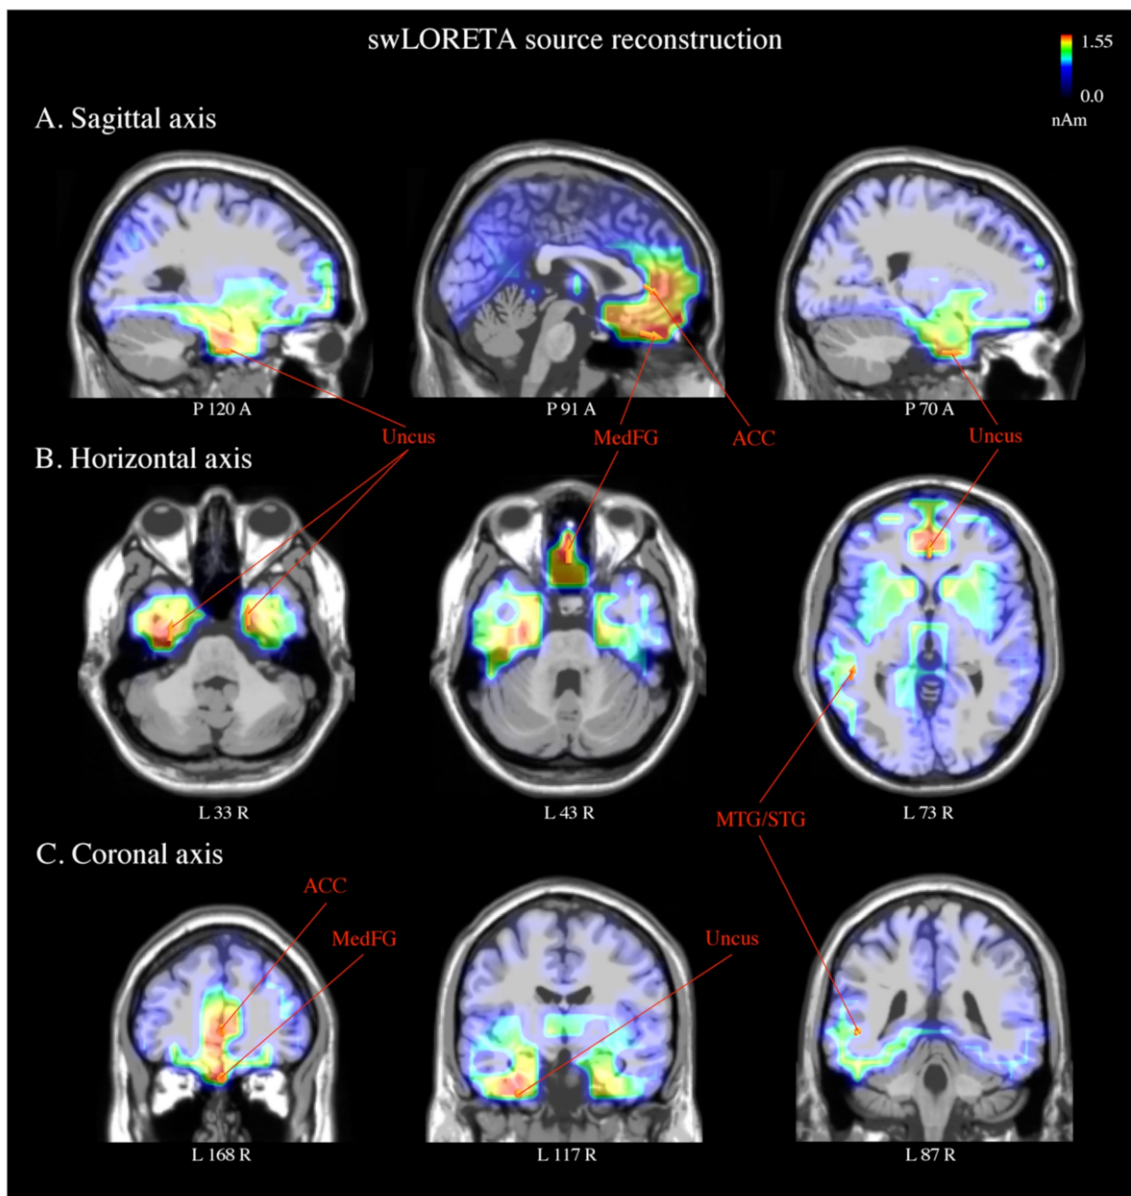 swLORETA source reconstruction
1.55
0.0
nAm
A. Sagittal axis
P 120 A
P 91 A
P 70 A
Uncus
MedFG
ACC
Uncus
B. Horizontal axis
L 33 R
L 43 R
L 73 R
MTG/STG
C. Coronal axis
ACC
MedFG
Uncus
L 168 R
L 117 R
L 87 R